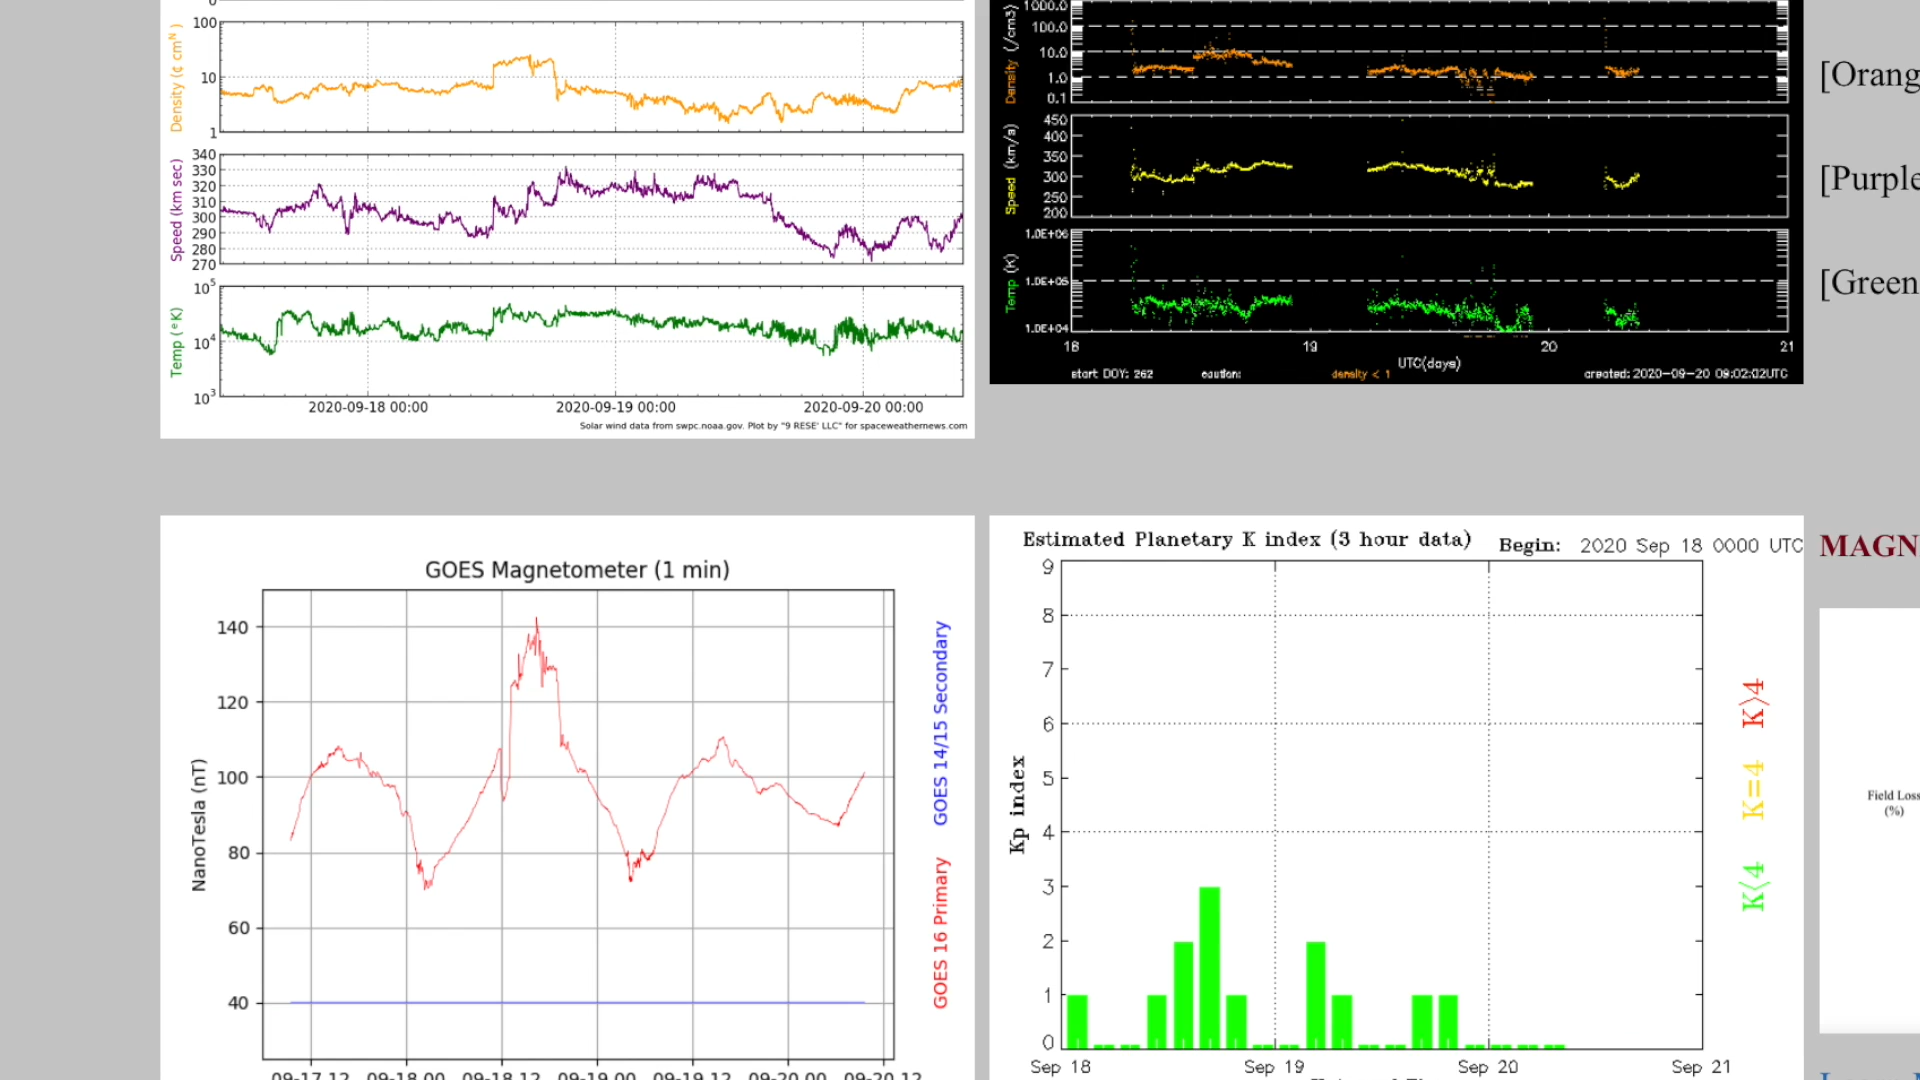 0
100
10
1
Density (¢ cmᴺ )
340
330
320
310
300
290
280
270
Speed (km sec)
10⁵
10⁴
10³
Temp (°K)
2020-09-18 00:00 2020-09-19 00:00 2020-09-20 00:00
Solar wind data from swpc.noaa.gov. Plot by "9 RESE' LLC" for spaceweathernews.com
1000.0
100.0
10.0
1.0
0.1
Density (/cm3)
450
400
350
300
250
200
Speed (km/s)
1.0E+06
1.0E+05
1.0E+04
Temp (K)
18 19 20 21
UTC(days)
start DOY: 262 caution: density < 1 created: 2020-09-20 09:02:02UTC
[Orang
[Purple
[Green
GOES Magnetometer (1 min)
140
120
100
80
60
40
NanoTesla (nT)
GOES 14/15 Secondary
GOES 16 Primary
09-17 12 09-18 00 09-18 12 09-19 00 09-19 12 09-20 00 09-20 12
Estimated Planetary K index (3 hour data) Begin: 2020 Sep 18 0000 UTC
9
8
7
6
5
4
3
2
1
0
Kp index
K>4
K=4
K<4
Sep 18 Sep 19 Sep 20 Sep 21
MAGN
Field Loss
(%)